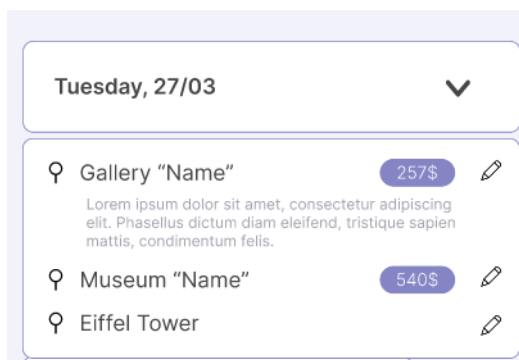 Tuesday, 27/03
Gallery “Name” 257$
Lorem ipsum dolor sit amet, consectetur adipiscing
elit. Phasellus dictum diam eleifend, tristique sapien
mattis, condimentum felis.
Museum “Name” 540$
Eiffel Tower